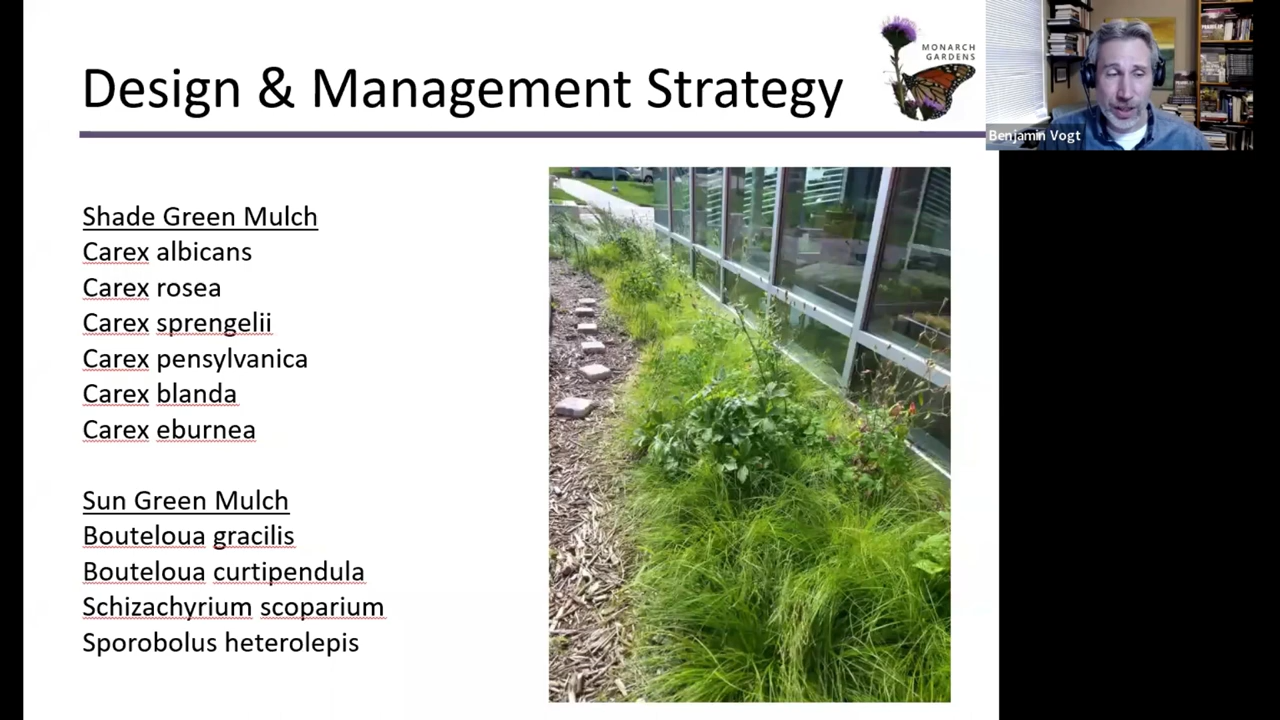 Design & Management Strategy
MONARCH
GARDENS
Benjamin Vogt
Shade Green Mulch
Carex albicans
Carex rosea
Carex sprengelii
Carex pensylvanica
Carex blanda
Carex eburnea
Sun Green Mulch
Bouteloua gracilis
Bouteloua curtipendula
Schizachyrium scoparium
Sporobolus heterolepis